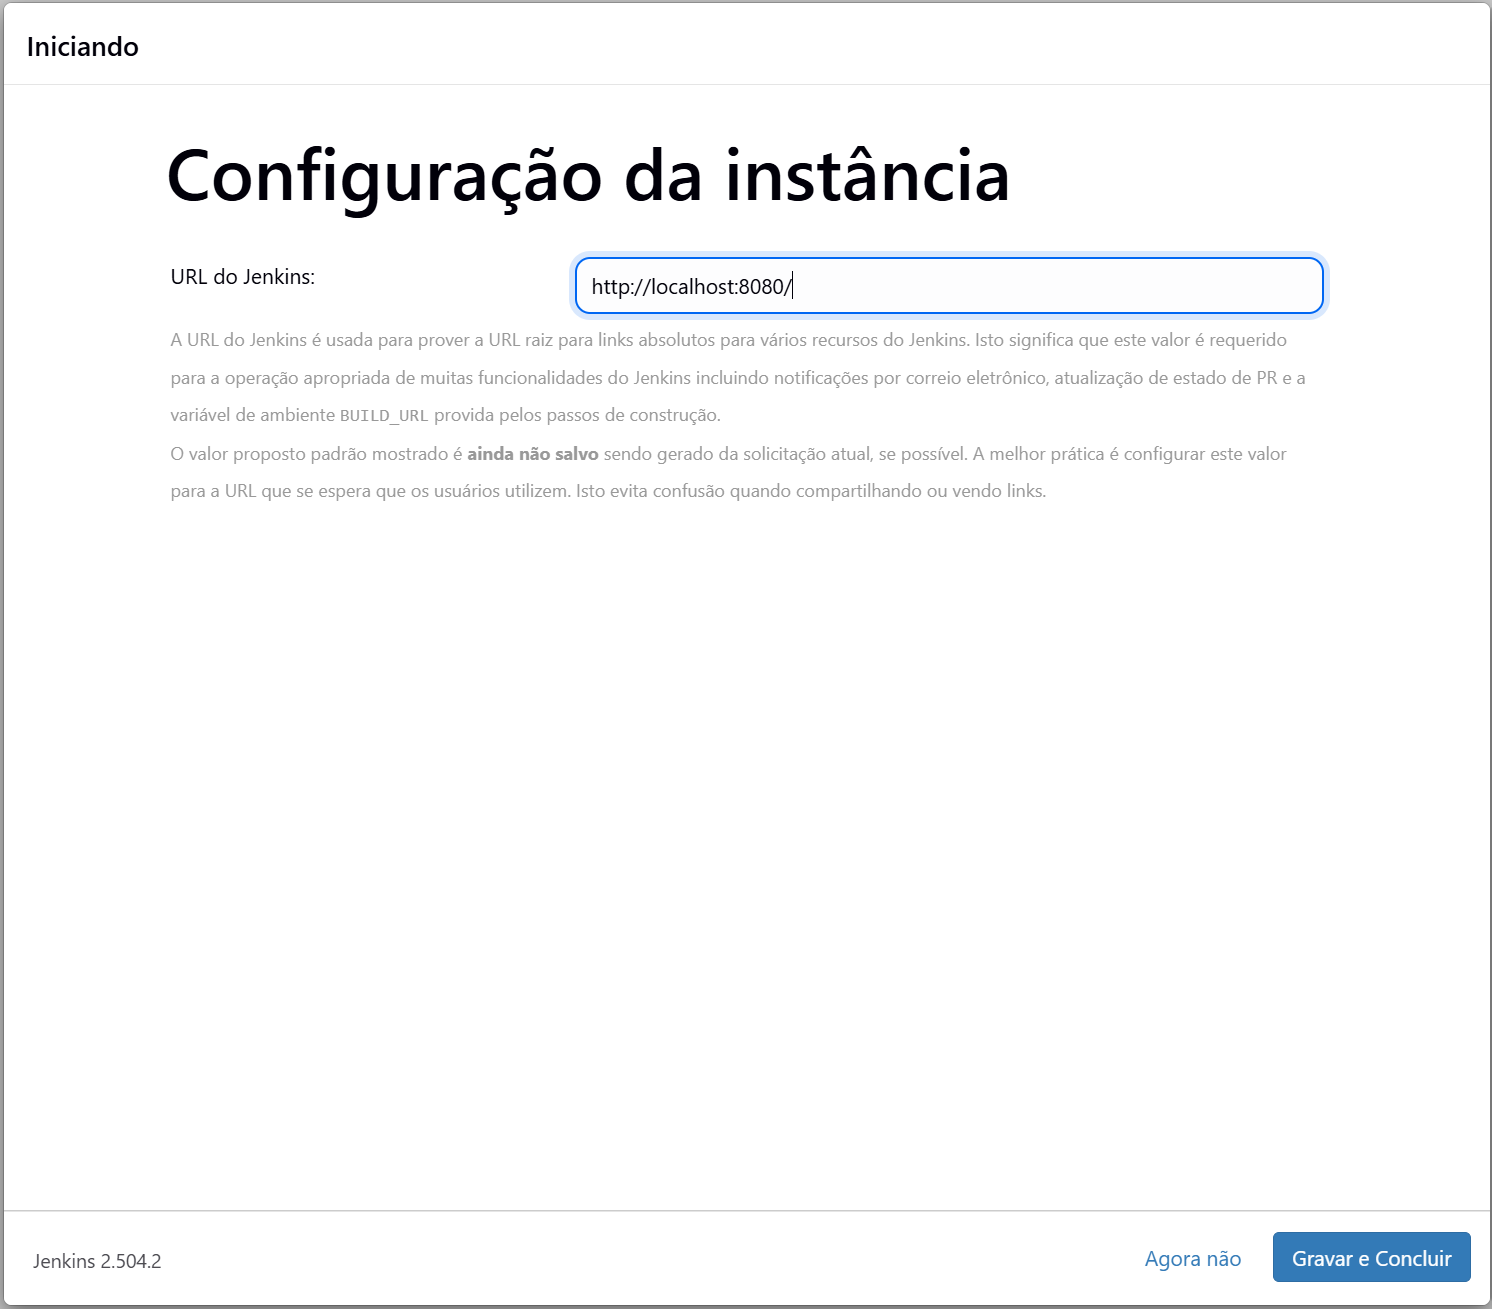 Iniciando
Configuração da instância
URL do Jenkins:
http://localhost:8080/
A URL do Jenkins é usada para prover a URL raiz para links absolutos para vários recursos do Jenkins. Isto significa que este valor é requerido
para a operação apropriada de muitas funcionalidades do Jenkins incluindo notificações por correio eletrônico, atualização de estado de PR e a
variável de ambiente BUILD_URL provida pelos passos de construção.
O valor proposto padrão mostrado é ainda não salvo sendo gerado da solicitação atual, se possível. A melhor prática é configurar este valor
para a URL que se espera que os usuários utilizem. Isto evita confusão quando compartilhando ou vendo links.
Jenkins 2.504.2
Agora não
Gravar e Concluir